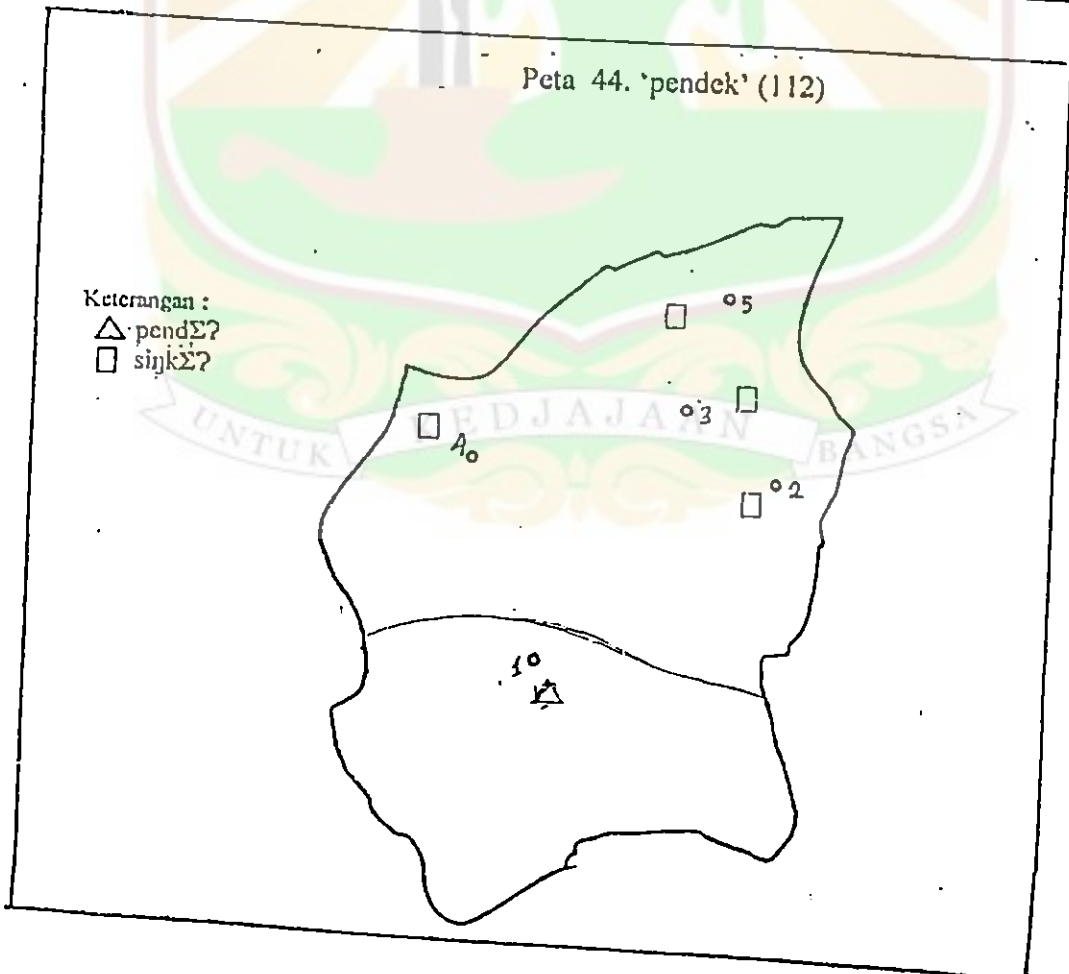 Peta 44. 'pendek' (112)
Keterangan :
△ pendΣ?
□ siŋkΣ?
5
3
4
2
1
UNTUK KEDJAJAAN BANGSA